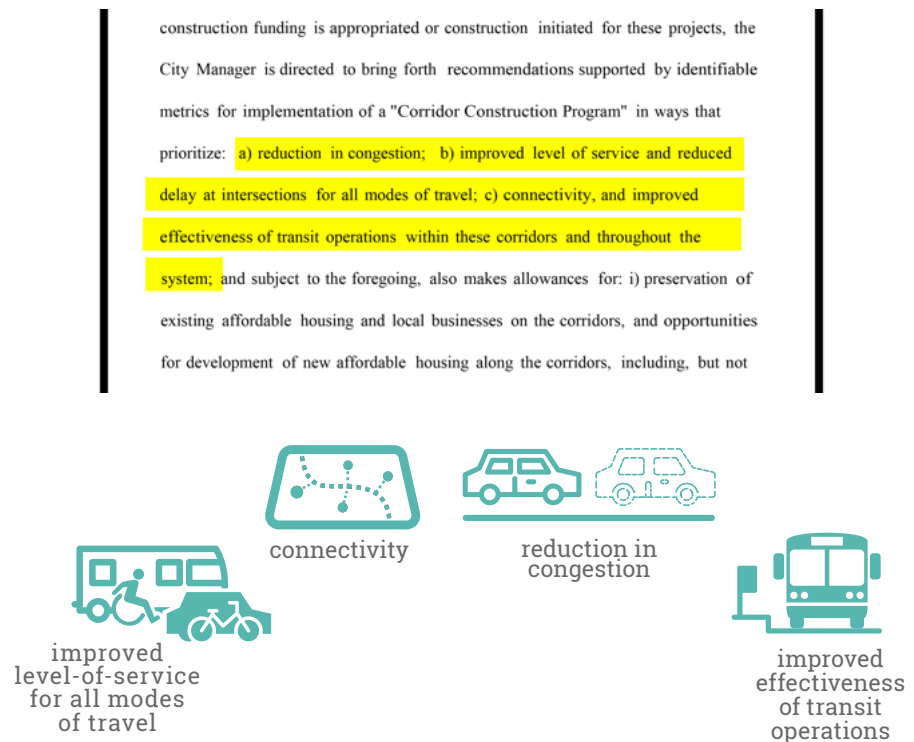 construction funding is appropriated or construction initiated for these projects, the
City Manager is directed to bring forth recommendations supported by identifiable
metrics for implementation of a "Corridor Construction Program" in ways that
prioritize: a) reduction in congestion; b) improved level of service and reduced
delay at intersections for all modes of travel; c) connectivity, and improved
effectiveness of transit operations within these corridors and throughout the
system; and subject to the foregoing, also makes allowances for: i) preservation of
existing affordable housing and local businesses on the corridors, and opportunities
for development of new affordable housing along the corridors, including, but not
connectivity
reduction in
congestion
improved
level-of-service
for all modes
of travel
improved
effectiveness
of transit
operations